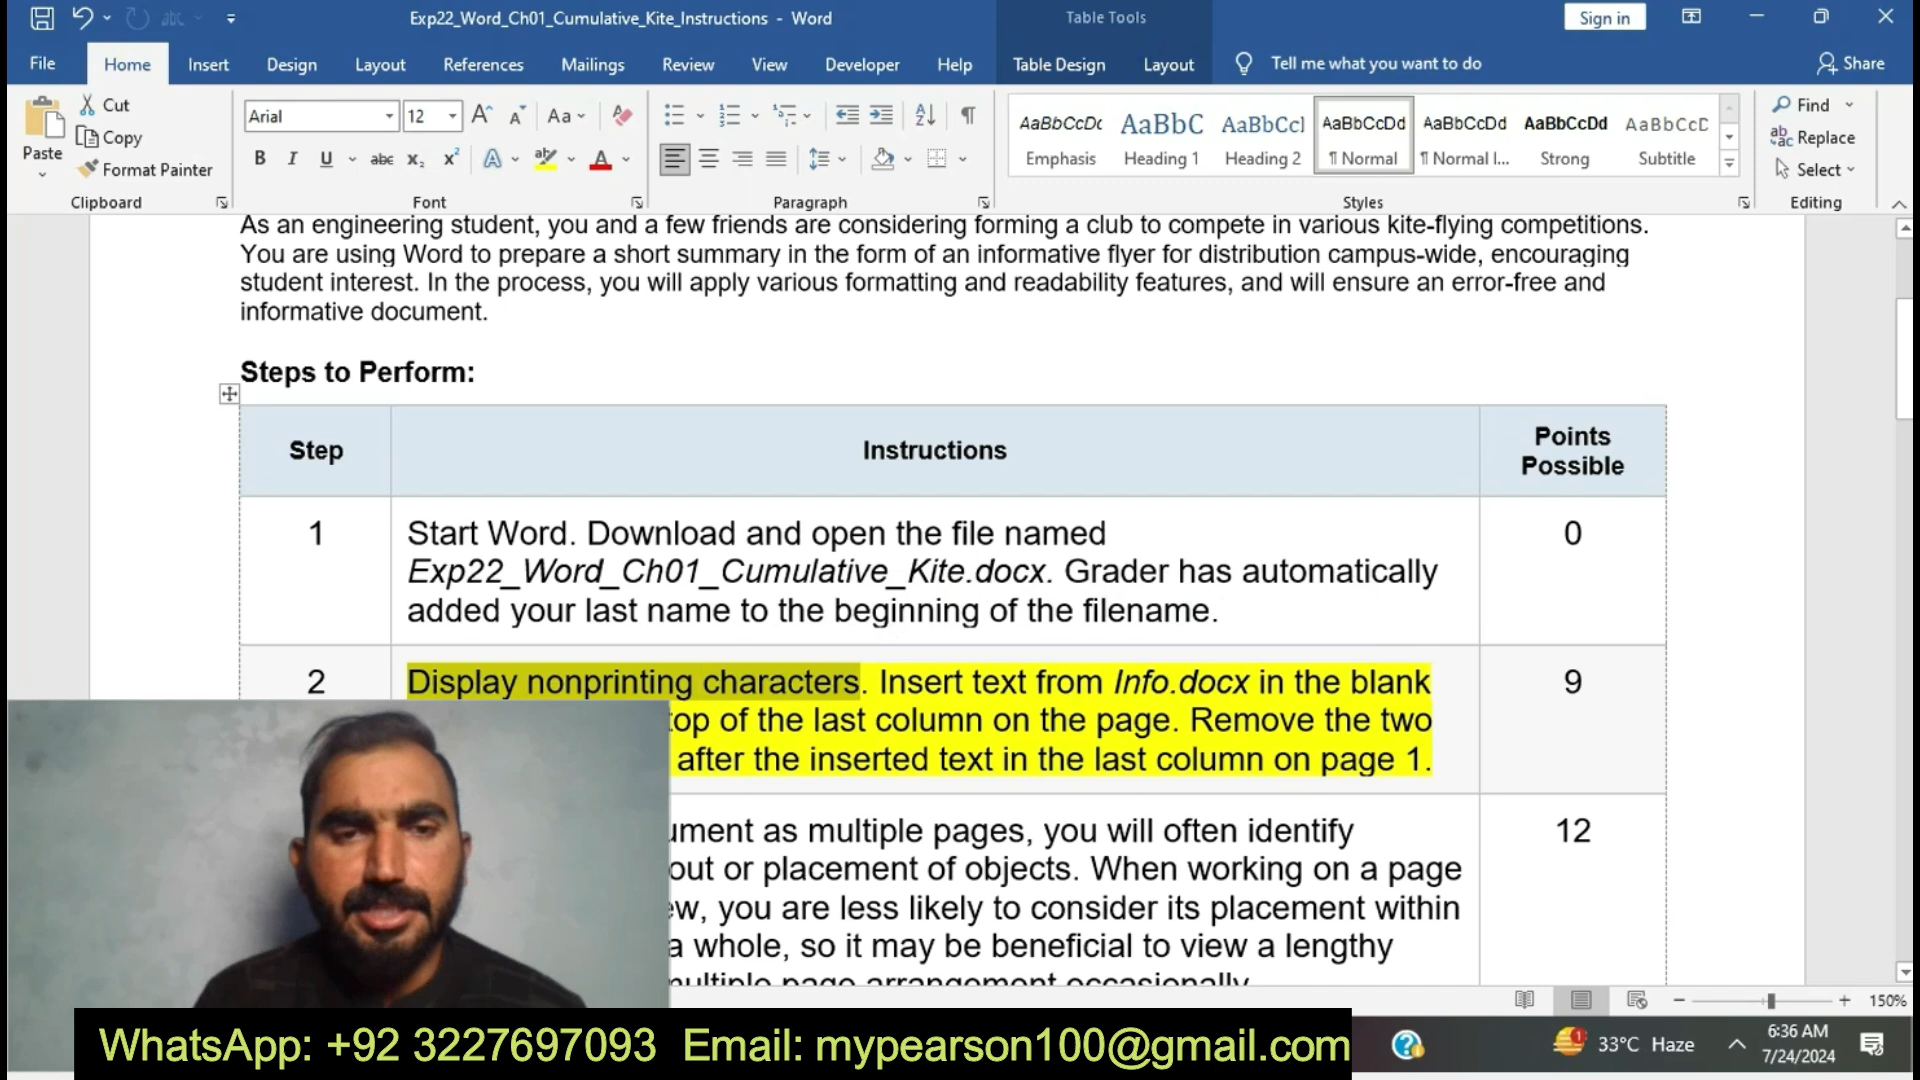 Exp22_Word_Ch01_Cumulative_Kite_Instructions - Word
Table Tools
Sign in
File Home Insert Design Layout References Mailings Review View Developer Help Table Design Layout Tell me what you want to do Share
Paste
Cut
Copy
Format Painter
Clipboard
Arial 12
Font
Paragraph
AaBbCcDc AaBbC AaBbCcI AaBbCcDd AaBbCcDd AaBbCcDd AaBbCcD
Emphasis Heading 1 Heading 2 ¶ Normal ¶ Normal I... Strong Subtitle
Styles
Find
Replace
Select
Editing
As an engineering student, you and a few friends are considering forming a club to compete in various kite-flying competitions.
You are using Word to prepare a short summary in the form of an informative flyer for distribution campus-wide, encouraging
student interest. In the process, you will apply various formatting and readability features, and will ensure an error-free and
informative document.
Steps to Perform:
Step Instructions Points Possible
1 Start Word. Download and open the file named 0
Exp22_Word_Ch01_Cumulative_Kite.docx. Grader has automatically
added your last name to the beginning of the filename.
2 Display nonprinting characters. Insert text from Info.docx in the blank 9
top of the last column on the page. Remove the two
after the inserted text in the last column on page 1.
ument as multiple pages, you will often identify 12
out or placement of objects. When working on a page
ew, you are less likely to consider its placement within
a whole, so it may be beneficial to view a lengthy
multiple page arrangement occasionally.
150%
WhatsApp: +92 3227697093 Email: mypearson100@gmail.com
33°C Haze
6:36 AM
7/24/2024